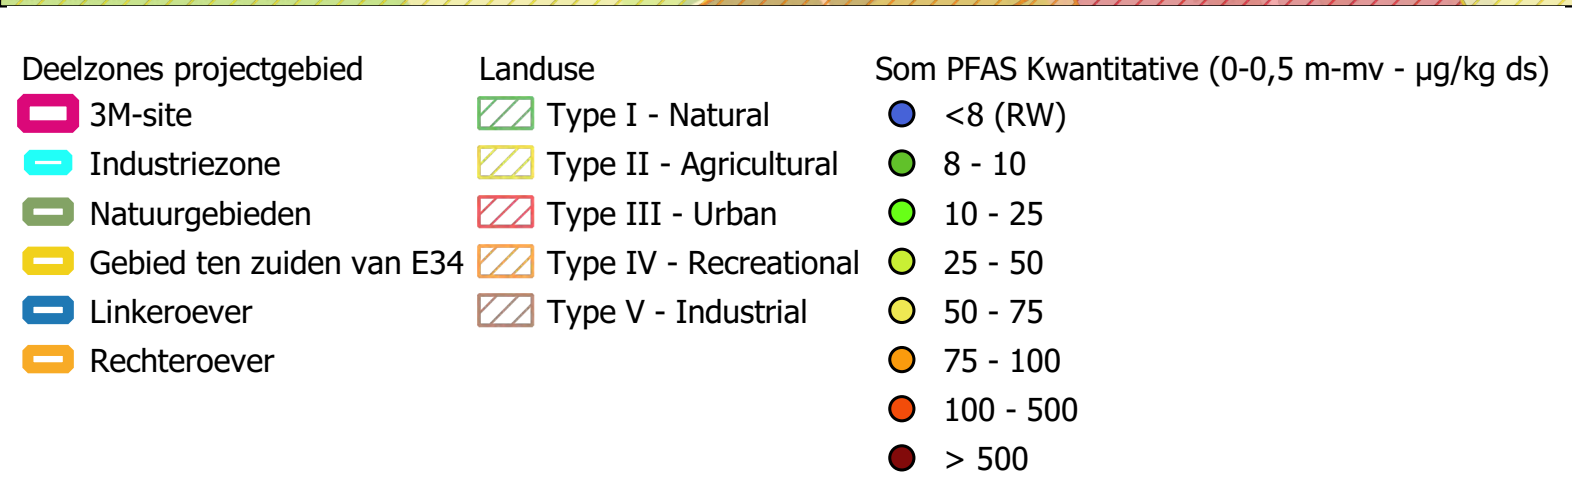 Deelzones projectgebied
3M-site
Industriezone
Natuurgebieden
Gebied ten zuiden van E34
Linkeroever
Rechteroever
Landuse
Type I - Natural
Type II - Agricultural
Type III - Urban
Type IV - Recreational
Type V - Industrial
Som PFAS Kwantitative (0-0,5 m-mv - µg/kg ds)
<8 (RW)
8 - 10
10 - 25
25 - 50
50 - 75
75 - 100
100 - 500
> 500